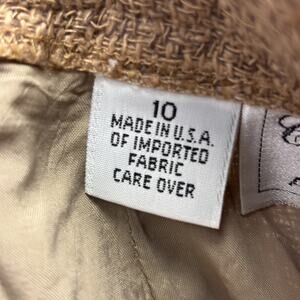 10
MADE IN U.S.A.
OF IMPORTED
FABRIC
CARE OVER